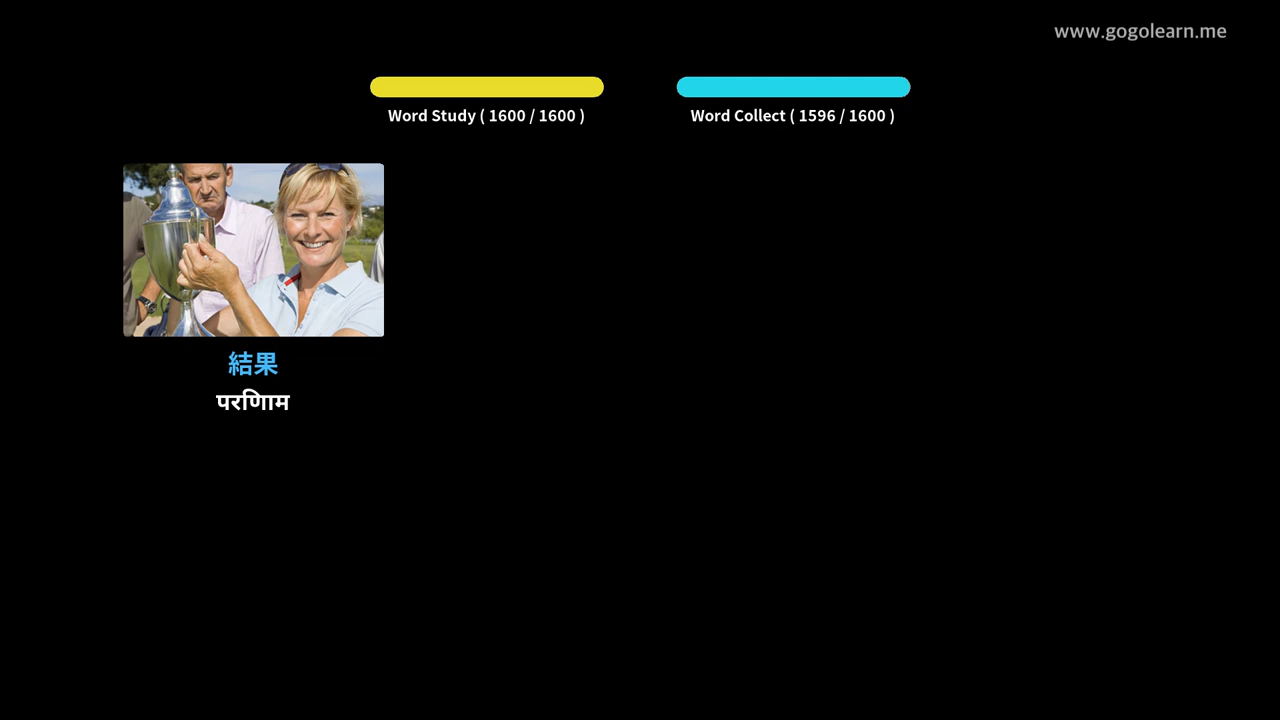 www.gogolearn.me
Word Study ( 1600 / 1600 )
Word Collect ( 1596 / 1600 )
結果
परिणाम